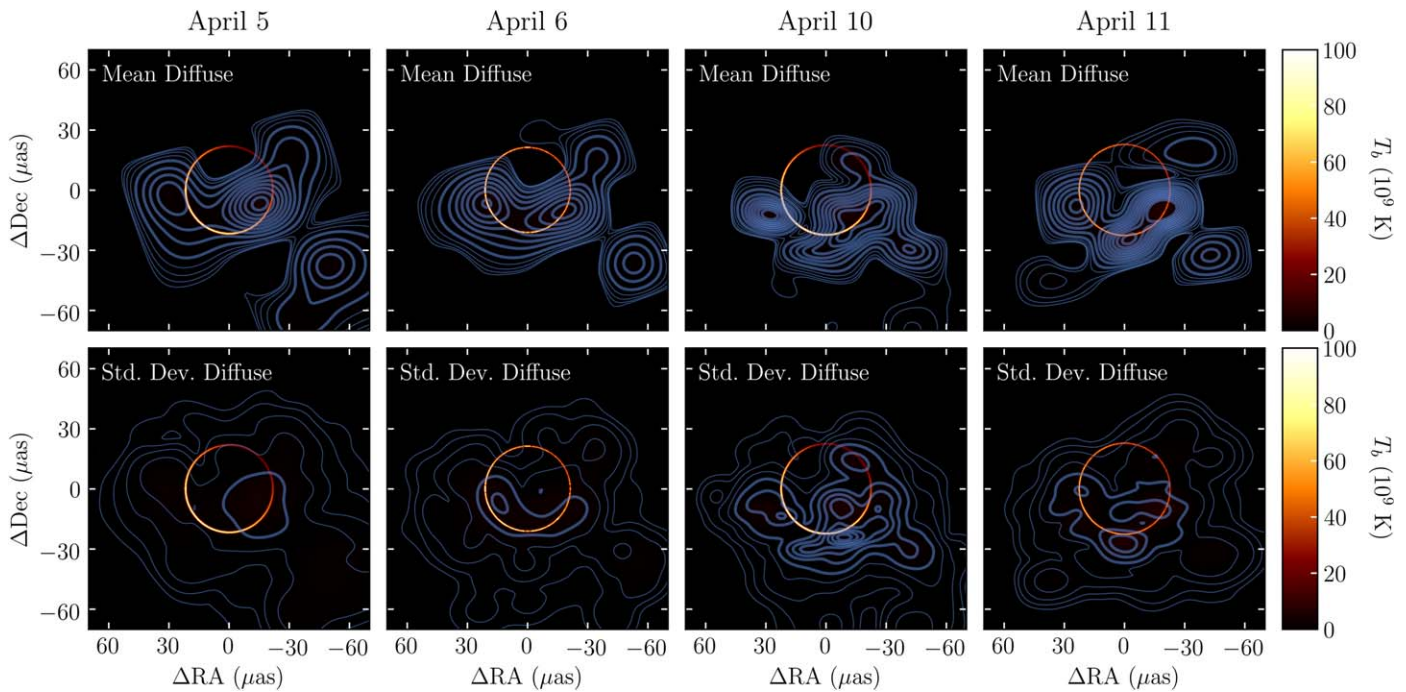 April 5 April 6 April 10 April 11
Mean Diffuse Mean Diffuse Mean Diffuse Mean Diffuse
60
30
0
−30
−60
ΔDec (μas)
100
80
60
40
20
0
T_b (10⁹ K)
Std. Dev. Diffuse Std. Dev. Diffuse Std. Dev. Diffuse Std. Dev. Diffuse
60
30
0
−30
−60
ΔDec (μas)
100
80
60
40
20
0
T_b (10⁹ K)
60 30 0 −30 −60 60 30 0 −30 −60 60 30 0 −30 −60 60 30 0 −30 −60
ΔRA (μas) ΔRA (μas) ΔRA (μas) ΔRA (μas)